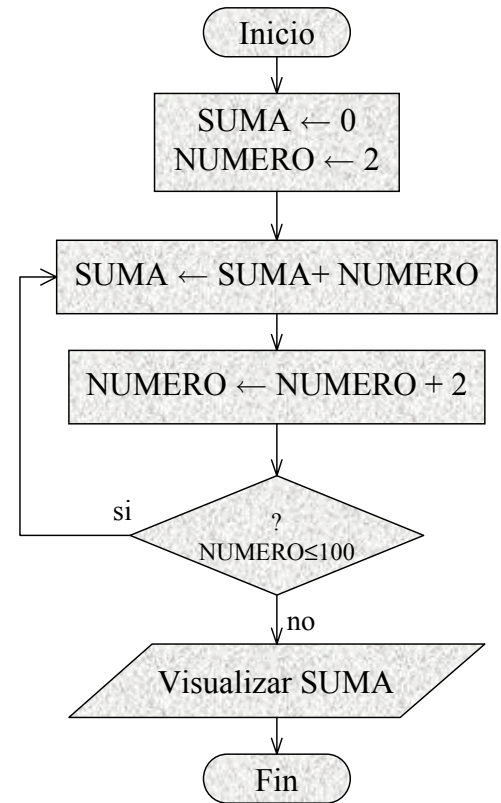 Inicio
SUMA ← 0
NUMERO ← 2
SUMA ← SUMA+ NUMERO
NUMERO ← NUMERO + 2
si
?
NUMERO≤100
no
Visualizar SUMA
Fin